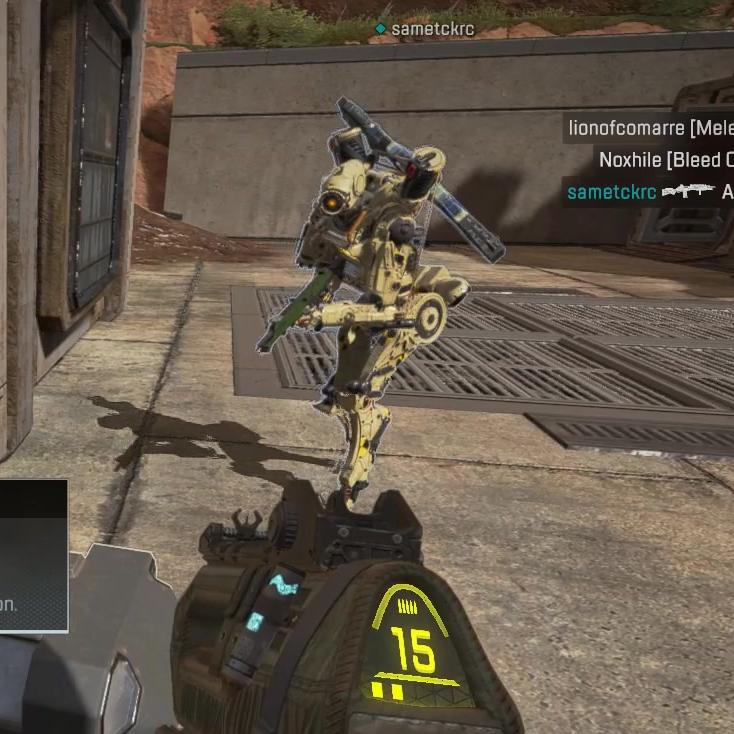 sametckrc
lionofcomarre [Mele
Noxhile [Bleed
sametckrc A
on.
15